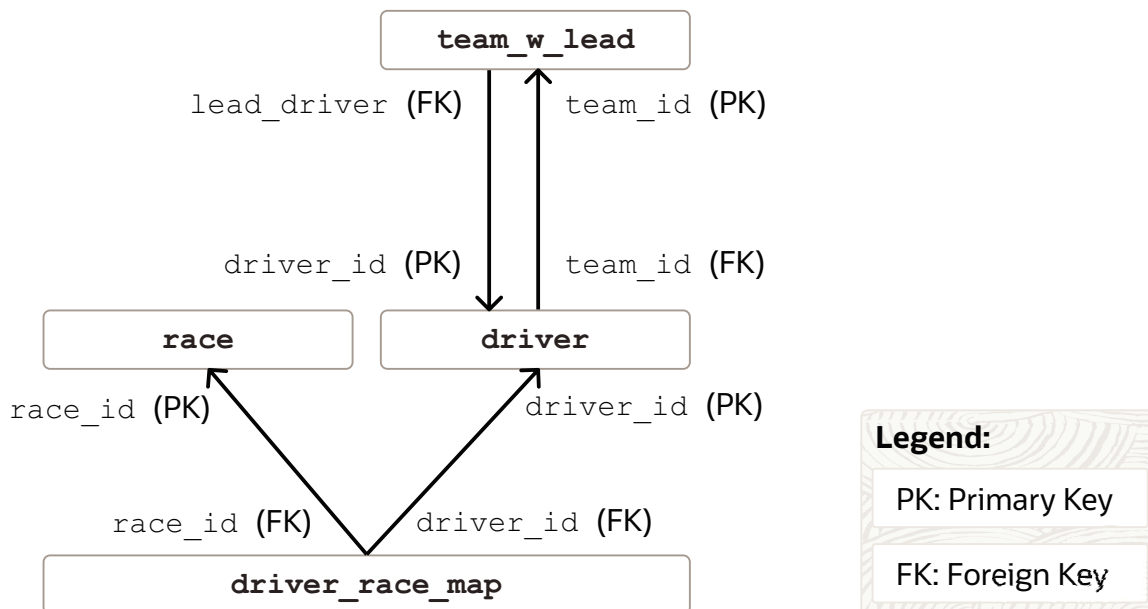 team_w_lead
lead_driver (FK) team_id (PK)
driver_id (PK) team_id (FK)
race driver
race_id (PK) driver_id (PK)
Legend:
PK: Primary Key
race_id (FK) driver_id (FK)
FK: Foreign Key
driver_race_map